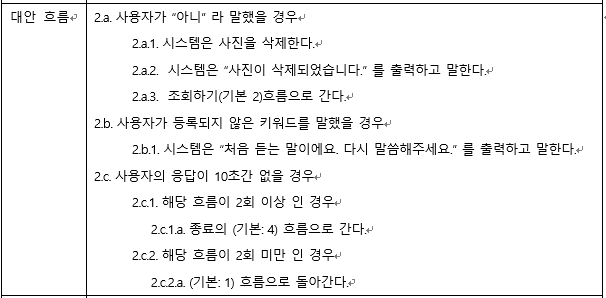 대안 흐름
2.a. 사용자가 “아니” 라 말했을 경우
2.a.1. 시스템은 사진을 삭제한다.
2.a.2. 시스템은 “사진이 삭제되었습니다.” 를 출력하고 말한다.
2.a.3. 조회하기(기본 2)흐름으로 간다.
2.b. 사용자가 등록되지 않은 키워드를 말했을 경우
2.b.1. 시스템은 “처음 듣는 말이에요. 다시 말씀해주세요.” 를 출력하고 말한다.
2.c. 사용자의 응답이 10초간 없을 경우
2.c.1. 해당 흐름이 2회 이상 인 경우
2.c.1.a. 종료의 (기본: 4) 흐름으로 간다.
2.c.2. 해당 흐름이 2회 미만 인 경우
2.c.2.a. (기본: 1) 흐름으로 돌아간다.